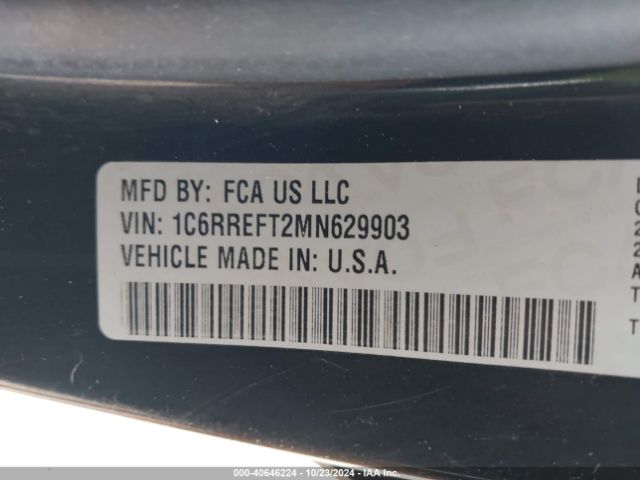 MFD BY: FCA US LLC
VIN: 1C6RREFT2MN629903
VEHICLE MADE IN: U.S.A.
000-40646224 - 10/23/2024 - IAA Inc.